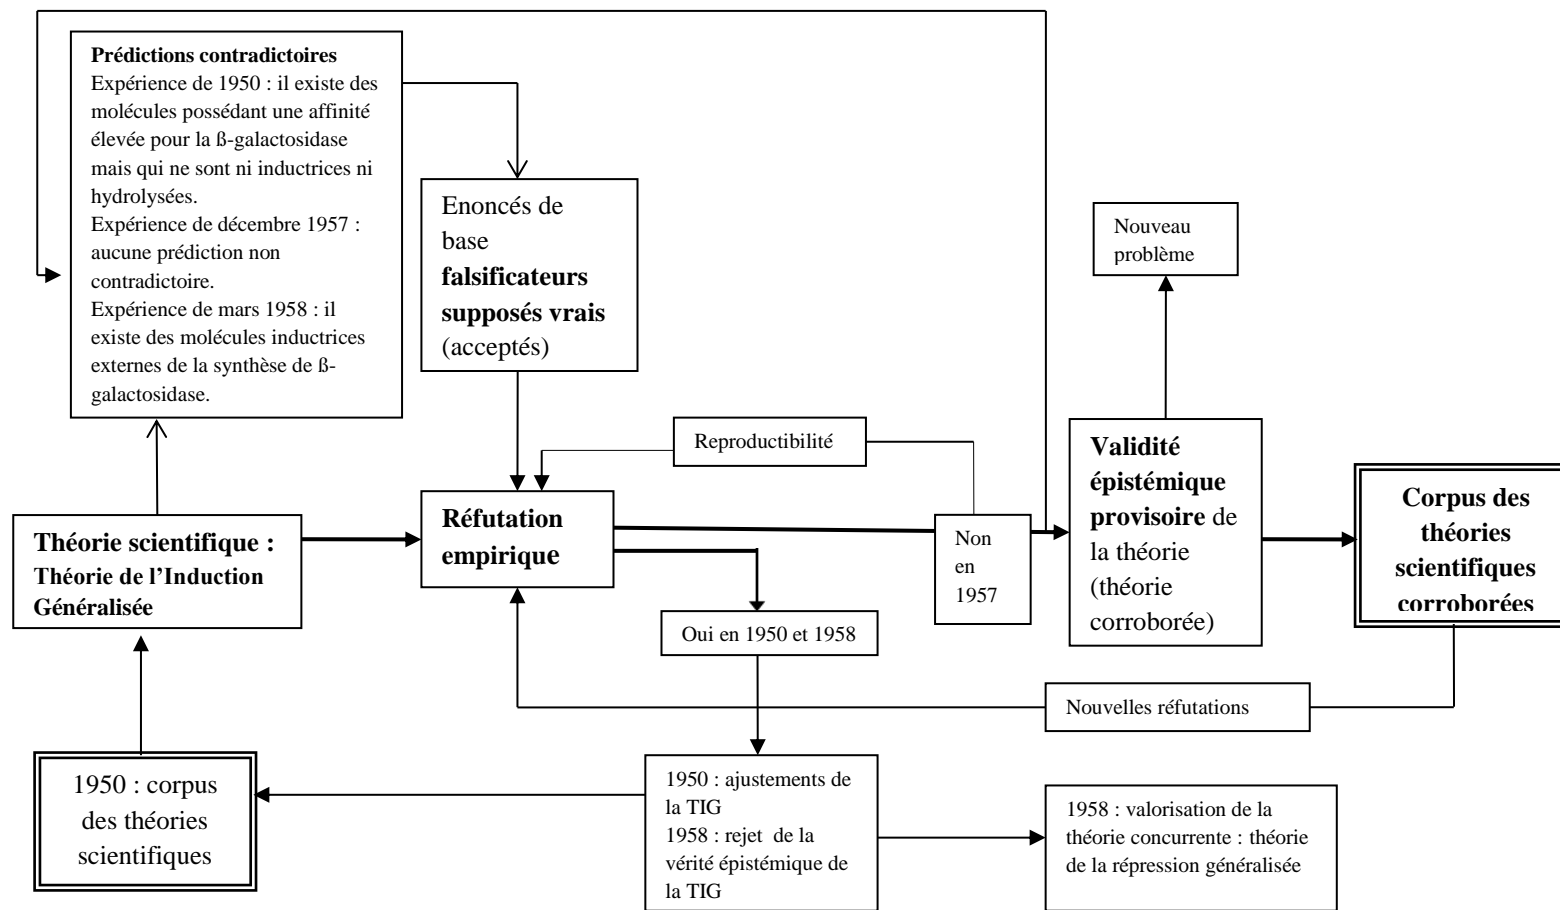 Prédictions contradictoires
Expérience de 1950 : il existe des
molécules possédant une affinité
élevée pour la ß-galactosidase
mais qui ne sont ni inductrices ni
hydrolysées.
Expérience de décembre 1957 :
aucune prédiction non
contradictoire.
Expérience de mars 1958 : il
existe des molécules inductrices
externes de la synthèse de ß-
galactosidase.
Enoncés de
base
falsificateurs
supposés vrais
(acceptés)
Nouveau
problème
Reproductibilité
Théorie scientifique :
Théorie de l’Induction
Généralisée
Réfutation
empirique
Non
en
1957
Validité
épistémique
provisoire de
la théorie
(théorie
corroborée)
Corpus des
théories
scientifiques
corroborées
Oui en 1950 et 1958
Nouvelles réfutations
1950 : corpus
des théories
scientifiques
1950 : ajustements de
la TIG
1958 : rejet de la
vérité épistémique de
la TIG
1958 : valorisation de la
théorie concurrente : théorie
de la répression généralisée